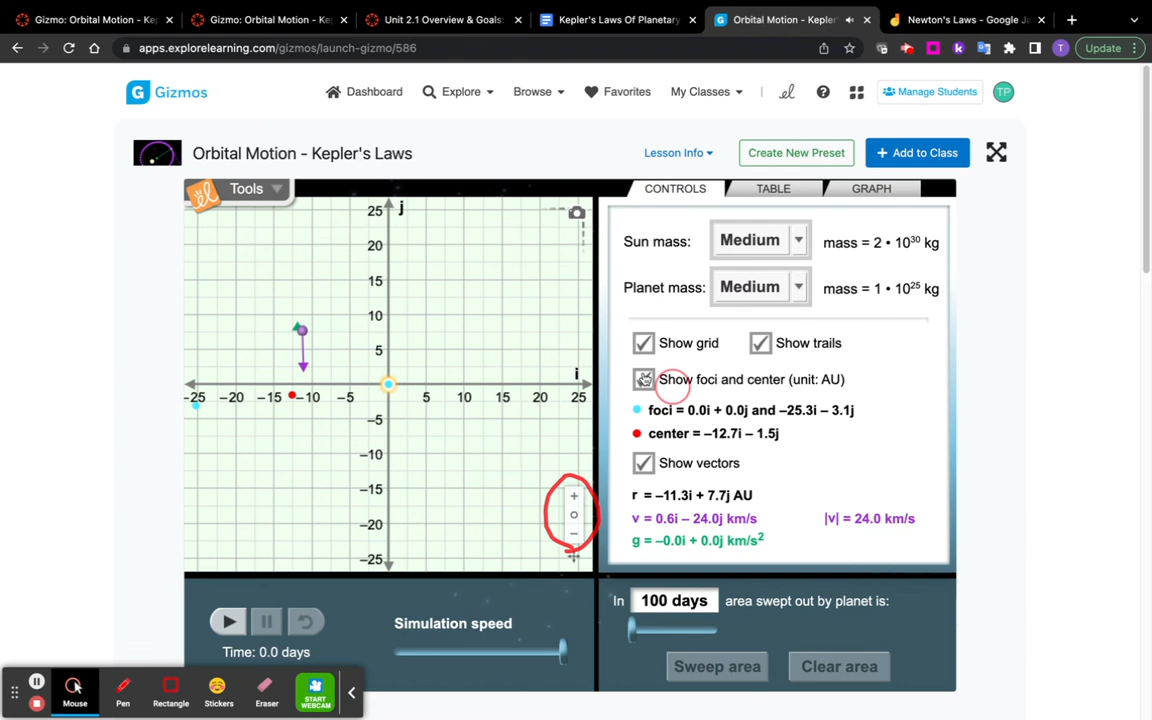 Gizmo: Orbital Motion - Kep
Gizmo: Orbital Motion - Kep
Unit 2.1 Overview & Goals:
Kepler's Laws Of Planetary
Orbital Motion - Kepler'
Newton's Laws - Google Ja
apps.explorelearning.com/gizmos/launch-gizmo/586
T
Update
G Gizmos
Dashboard
Explore
Browse
Favorites
My Classes
el
?
Manage Students
TP
Orbital Motion - Kepler's Laws
Lesson Info
Create New Preset
+ Add to Class
el Tools
CONTROLS
TABLE
GRAPH
25
j
20
15
10
5
i
-25 -20 -15 -10 -5 5 10 15 20 25
-5
-10
-15
-20
-25
+
−
Sun mass: Medium mass = 2 • 10³⁰ kg
Planet mass: Medium mass = 1 • 10²⁵ kg
Show grid
Show trails
Show foci and center (unit: AU)
foci = 0.0i + 0.0j and –25.3i – 3.1j
center = –12.7i – 1.5j
Show vectors
r = –11.3i + 7.7j AU
v = 0.6i – 24.0j km/s |v| = 24.0 km/s
g = –0.0i + 0.0j km/s²
Simulation speed
Time: 0.0 days
In 100 days area swept out by planet is:
Sweep area
Clear area
Mouse
Pen
Rectangle
Stickers
Eraser
START WEBCAM